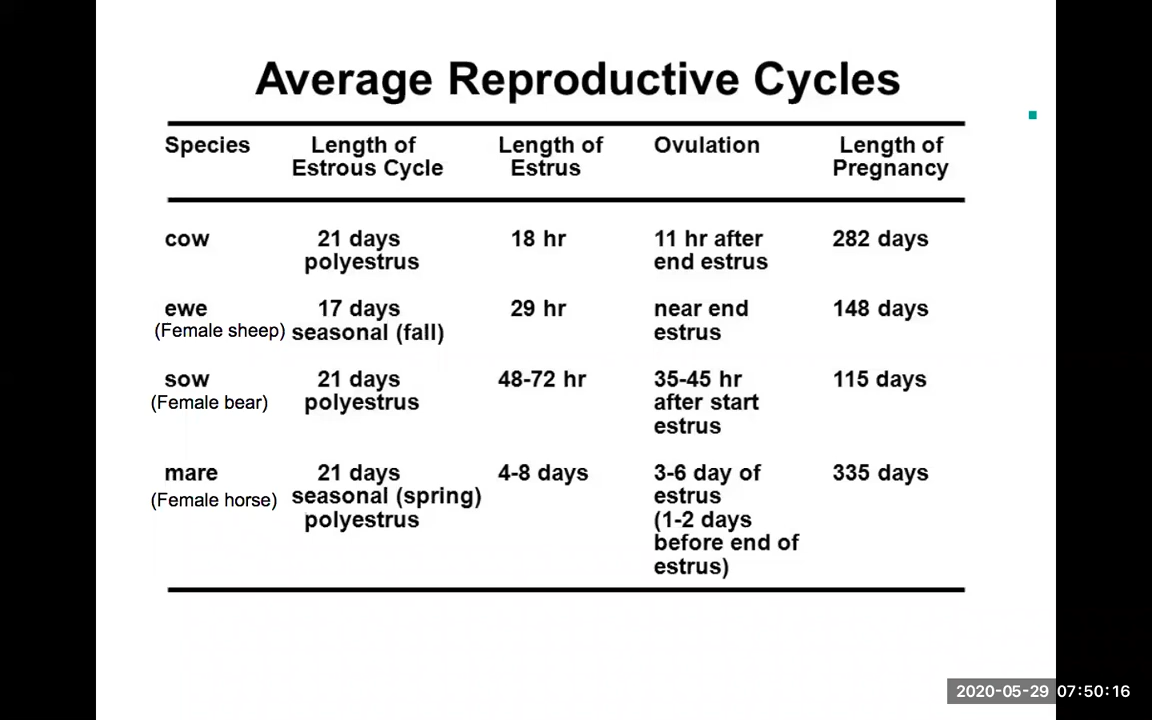 Average Reproductive Cycles
Species Length of Estrous Cycle Length of Estrus Ovulation Length of Pregnancy
cow 21 days polyestrus 18 hr 11 hr after end estrus 282 days
ewe (Female sheep) 17 days seasonal (fall) 29 hr near end estrus 148 days
sow (Female bear) 21 days polyestrus 48-72 hr 35-45 hr after start estrus 115 days
mare (Female horse) 21 days seasonal (spring) polyestrus 4-8 days 3-6 day of estrus (1-2 days before end of estrus) 335 days
2020-05-29 07:50:16